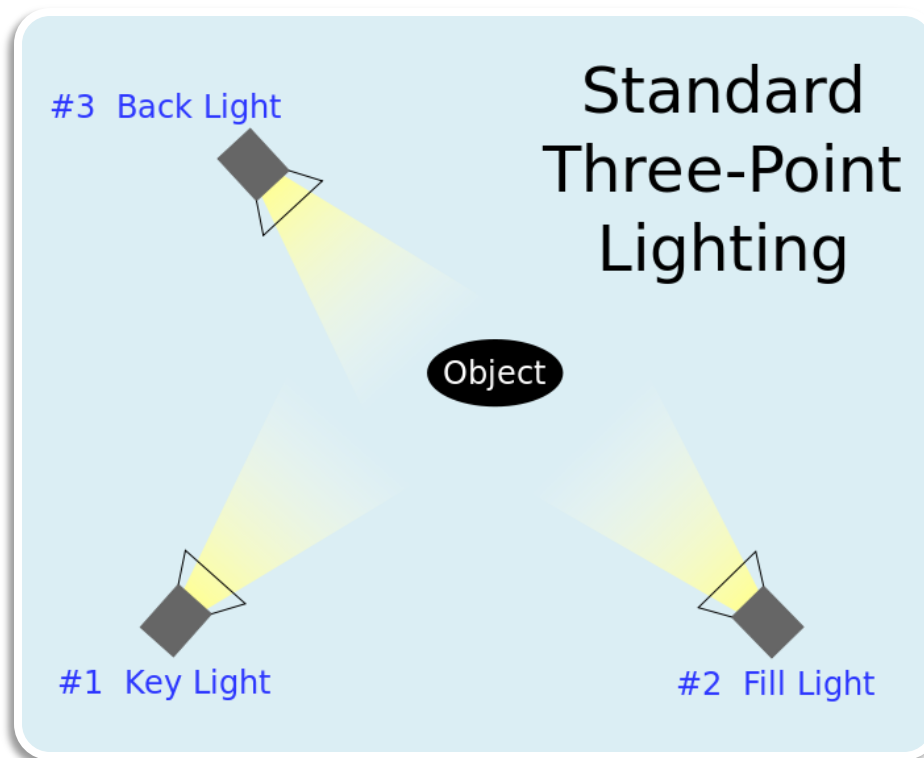 Standard
Three-Point
Lighting
#3 Back Light
Object
#1 Key Light
#2 Fill Light